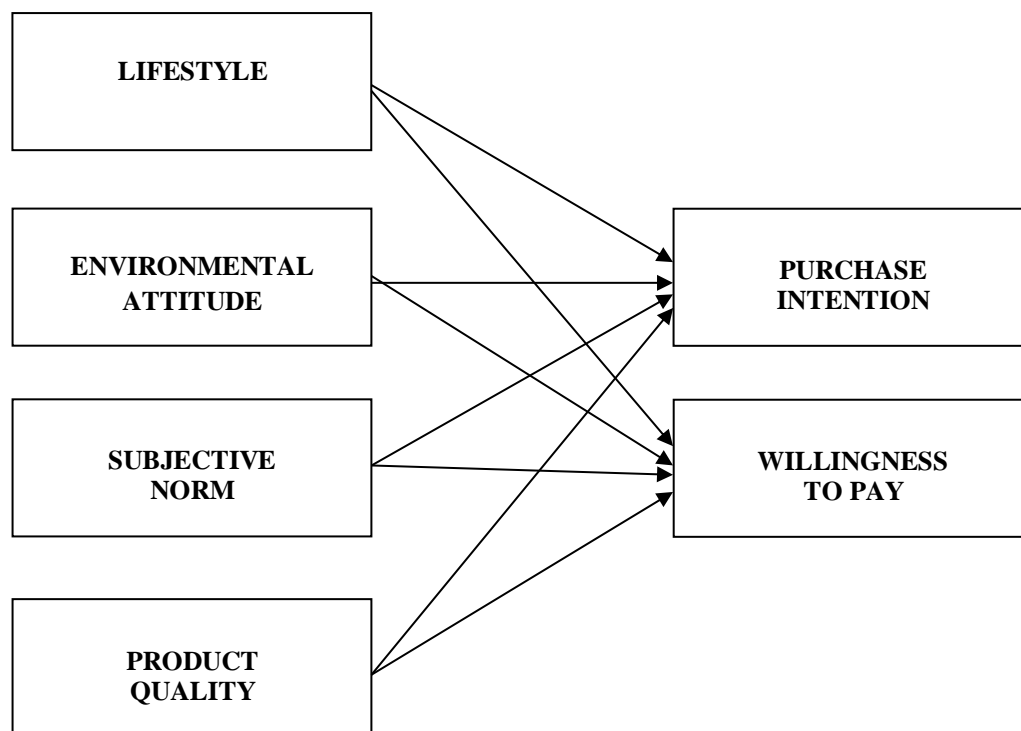 LIFESTYLE
ENVIRONMENTAL
ATTITUDE
PURCHASE
INTENTION
SUBJECTIVE
NORM
WILLINGNESS
TO PAY
PRODUCT
QUALITY